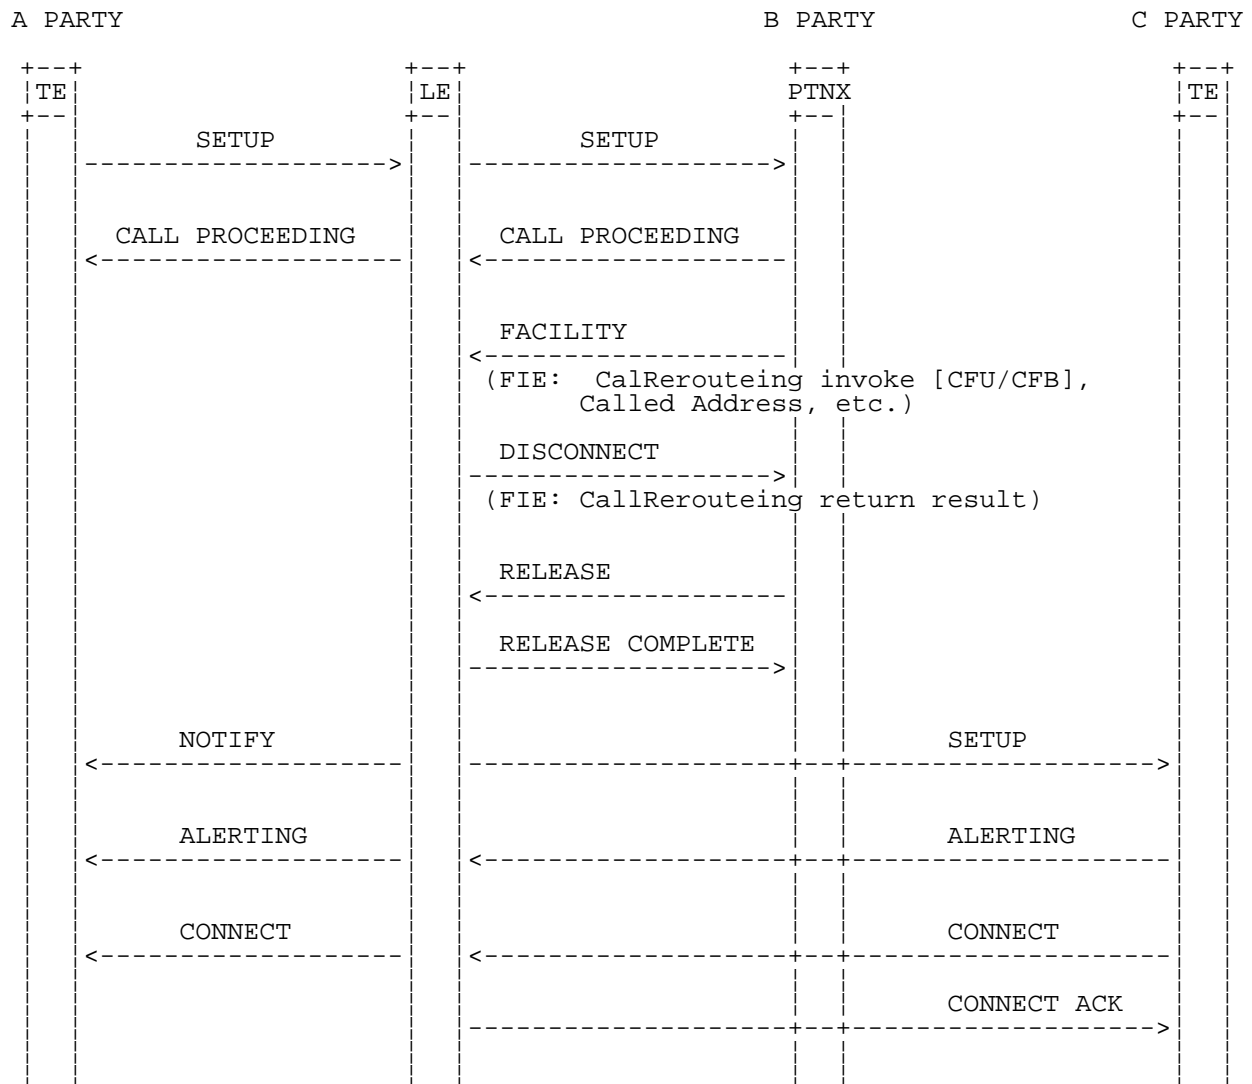 A PARTY B PARTY C PARTY
TE LE PTNX TE
SETUP SETUP
CALL PROCEEDING CALL PROCEEDING
FACILITY
(FIE: CalRerouteing invoke [CFU/CFB],
Called Address, etc.)
DISCONNECT
(FIE: CallRerouteing return result)
RELEASE
RELEASE COMPLETE
NOTIFY SETUP
ALERTING ALERTING
CONNECT CONNECT
CONNECT ACK